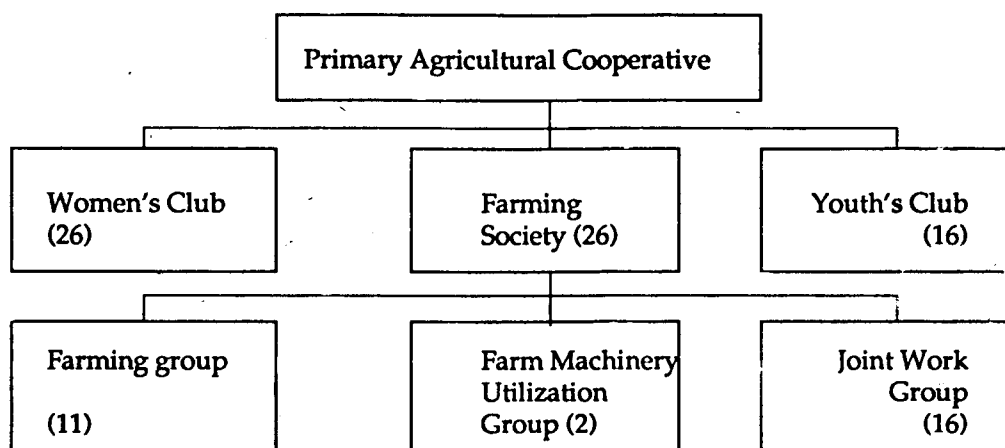 Primary Agricultural Cooperative
Women's Club
(26)
Farming
Society (26)
Youth's Club
(16)
Farming group
(11)
Farm Machinery
Utilization
Group (2)
Joint Work
Group
(16)